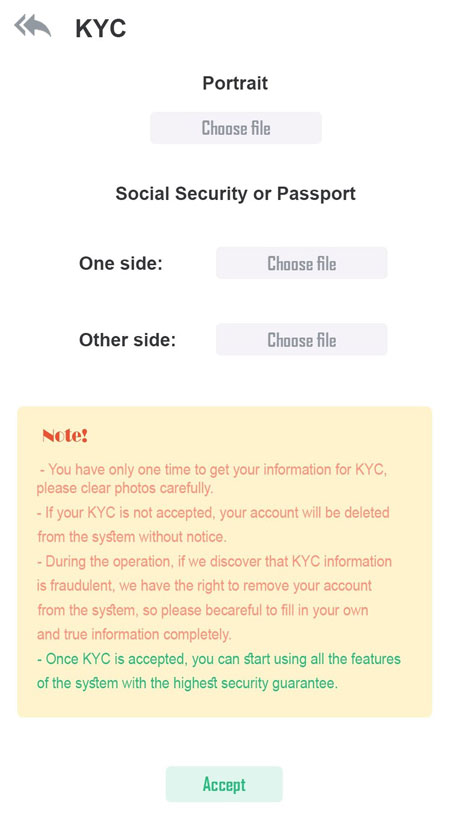 KYC
Portrait
Choose file
Social Security or Passport
One side:
Choose file
Other side:
Choose file
Note!
- You have only one time to get your information for KYC,
please clear photos carefully.
- If your KYC is not accepted, your account will be deleted
from the system without notice.
- During the operation, if we discover that KYC information
is fraudulent, we have the right to remove your account
from the system, so please becareful to fill in your own
and true information completely.
- Once KYC is accepted, you can start using all the features
of the system with the highest security guarantee.
Accept